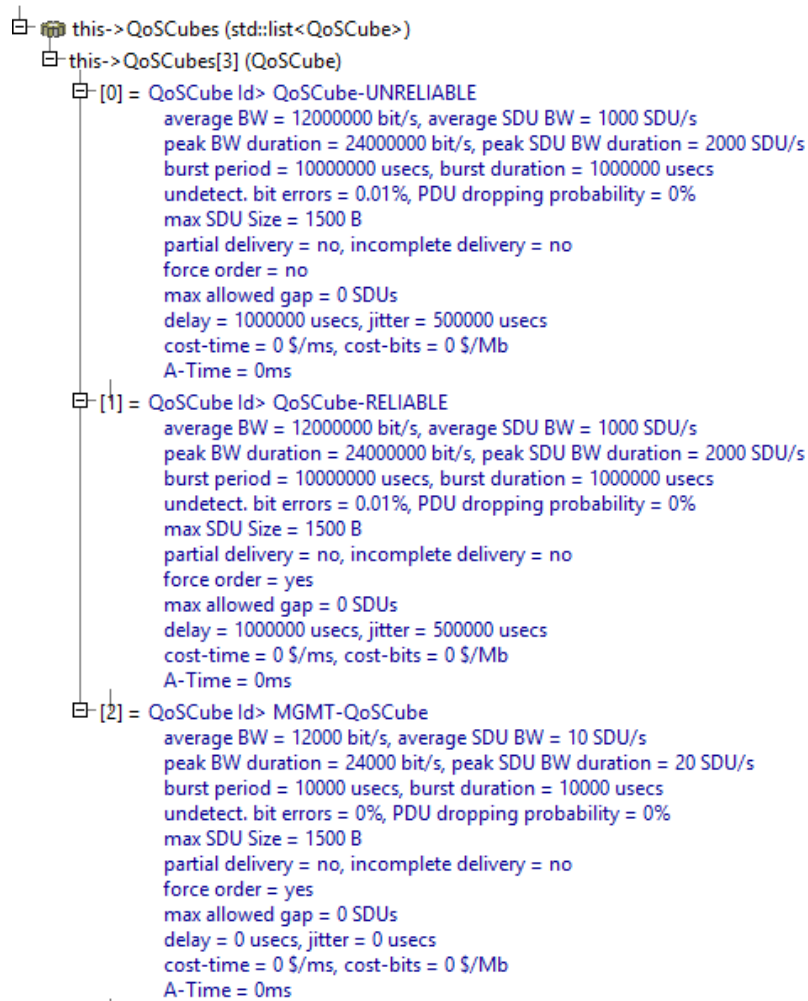 this->QoSCubes (std::list<QoSCube>)
this->QoSCubes[3] (QoSCube)
[0] = QoSCube Id> QoSCube-UNRELIABLE
average BW = 12000000 bit/s, average SDU BW = 1000 SDU/s
peak BW duration = 24000000 bit/s, peak SDU BW duration = 2000 SDU/s
burst period = 10000000 usecs, burst duration = 1000000 usecs
undetect. bit errors = 0.01%, PDU dropping probability = 0%
max SDU Size = 1500 B
partial delivery = no, incomplete delivery = no
force order = no
max allowed gap = 0 SDUs
delay = 1000000 usecs, jitter = 500000 usecs
cost-time = 0 $/ms, cost-bits = 0 $/Mb
A-Time = 0ms
[1] = QoSCube Id> QoSCube-RELIABLE
average BW = 12000000 bit/s, average SDU BW = 1000 SDU/s
peak BW duration = 24000000 bit/s, peak SDU BW duration = 2000 SDU/s
burst period = 10000000 usecs, burst duration = 1000000 usecs
undetect. bit errors = 0.01%, PDU dropping probability = 0%
max SDU Size = 1500 B
partial delivery = no, incomplete delivery = no
force order = yes
max allowed gap = 0 SDUs
delay = 1000000 usecs, jitter = 500000 usecs
cost-time = 0 $/ms, cost-bits = 0 $/Mb
A-Time = 0ms
[2] = QoSCube Id> MGMT-QoSCube
average BW = 12000 bit/s, average SDU BW = 10 SDU/s
peak BW duration = 24000 bit/s, peak SDU BW duration = 20 SDU/s
burst period = 10000 usecs, burst duration = 10000 usecs
undetect. bit errors = 0%, PDU dropping probability = 0%
max SDU Size = 1500 B
partial delivery = no, incomplete delivery = no
force order = yes
max allowed gap = 0 SDUs
delay = 0 usecs, jitter = 0 usecs
cost-time = 0 $/ms, cost-bits = 0 $/Mb
A-Time = 0ms